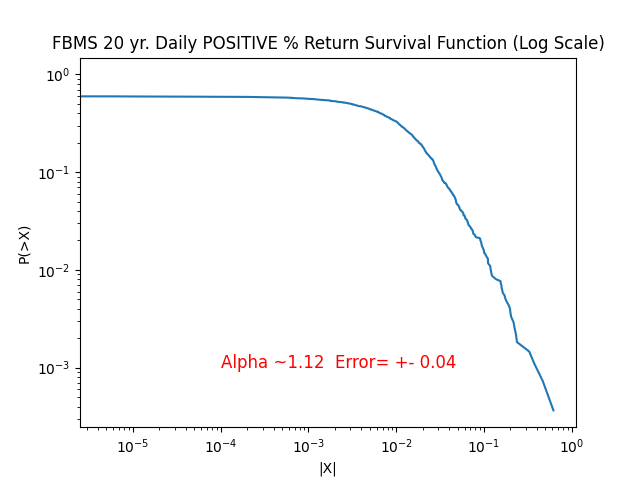 FBMS 20 yr. Daily POSITIVE % Return Survival Function (Log Scale)
10⁰
10⁻¹
10⁻²
10⁻³
P(>X)
Alpha ~1.12  Error= +- 0.04
10⁻⁵ 10⁻⁴ 10⁻³ 10⁻² 10⁻¹ 10⁰
|X|